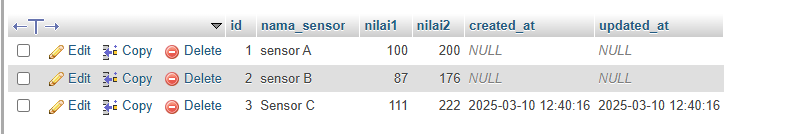 id nama_sensor nilai1 nilai2 created_at updated_at
Edit Copy Delete 1 sensor A 100 200 NULL NULL
Edit Copy Delete 2 sensor B 87 176 NULL NULL
Edit Copy Delete 3 Sensor C 111 222 2025-03-10 12:40:16 2025-03-10 12:40:16